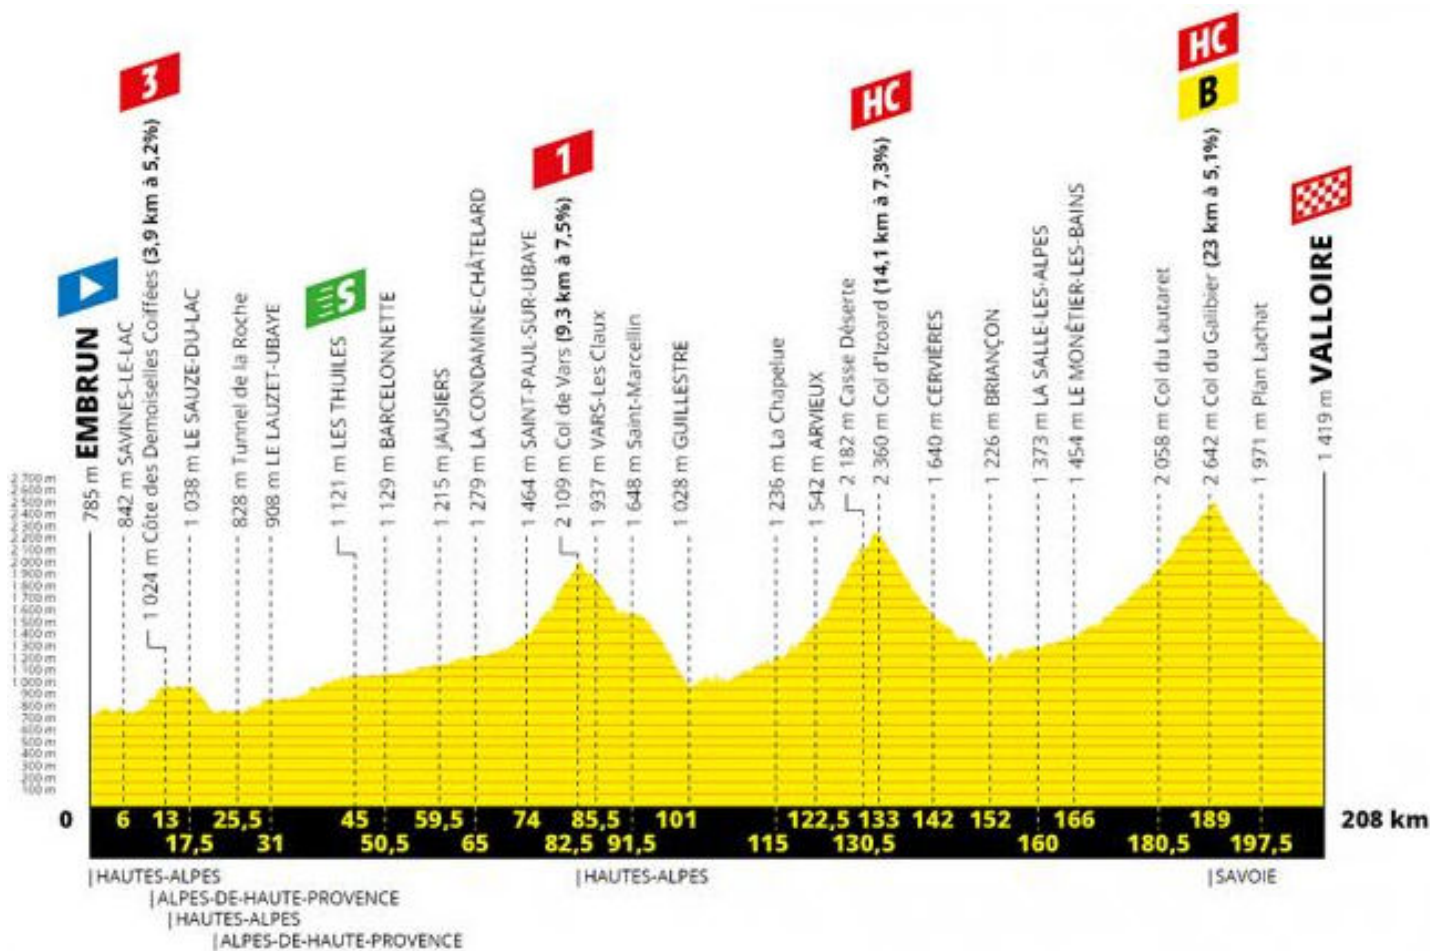 3
1
HC
HC
B
S
785 m EMBRUN
842 m SAVINES-LE-LAC
1 024 m Côte des Demoiselles Coiffées (3,9 km à 5,2%)
1 038 m LE SAUZE-DU-LAC
828 m Tunnel de la Roche
908 m LE LAUZET-UBAYE
1 121 m LES THUILES
1 129 m BARCELONNETTE
1 215 m JAUSIERS
1 279 m LA CONDAMINE-CHÂTELARD
1 464 m SAINT-PAUL-SUR-UBAYE
2 109 m Col de Vars (9,3 km à 7,5%)
1 937 m VARS-Les Claux
1 648 m Saint-Marcellin
1 028 m GUILLESTRE
1 236 m La Chapelue
1 542 m ARVIEUX
2 182 m Casse Déserte
2 360 m Col d'Izoard (14,1 km à 7,3%)
1 640 m CERVIÈRES
1 226 m BRIANÇON
1 373 m LA SALLE-LES-ALPES
1 454 m LE MONÊTIER-LES-BAINS
2 058 m Col du Lautaret
2 642 m Col du Galibier (23 km à 5,1%)
1 971 m Plan Lachat
1 419 m VALLOIRE
900 m
800 m
700 m
600 m
500 m
400 m
300 m
200 m
100 m
0 6 13 25,5 45 59,5 74 85,5 101 122,5 133 142 152 166 189 208 km
17,5 31 50,5 65 82,5 91,5 115 130,5 160 180,5 197,5
|HAUTES-ALPES |HAUTES-ALPES |SAVOIE
|ALPES-DE-HAUTE-PROVENCE
|HAUTES-ALPES
|ALPES-DE-HAUTE-PROVENCE